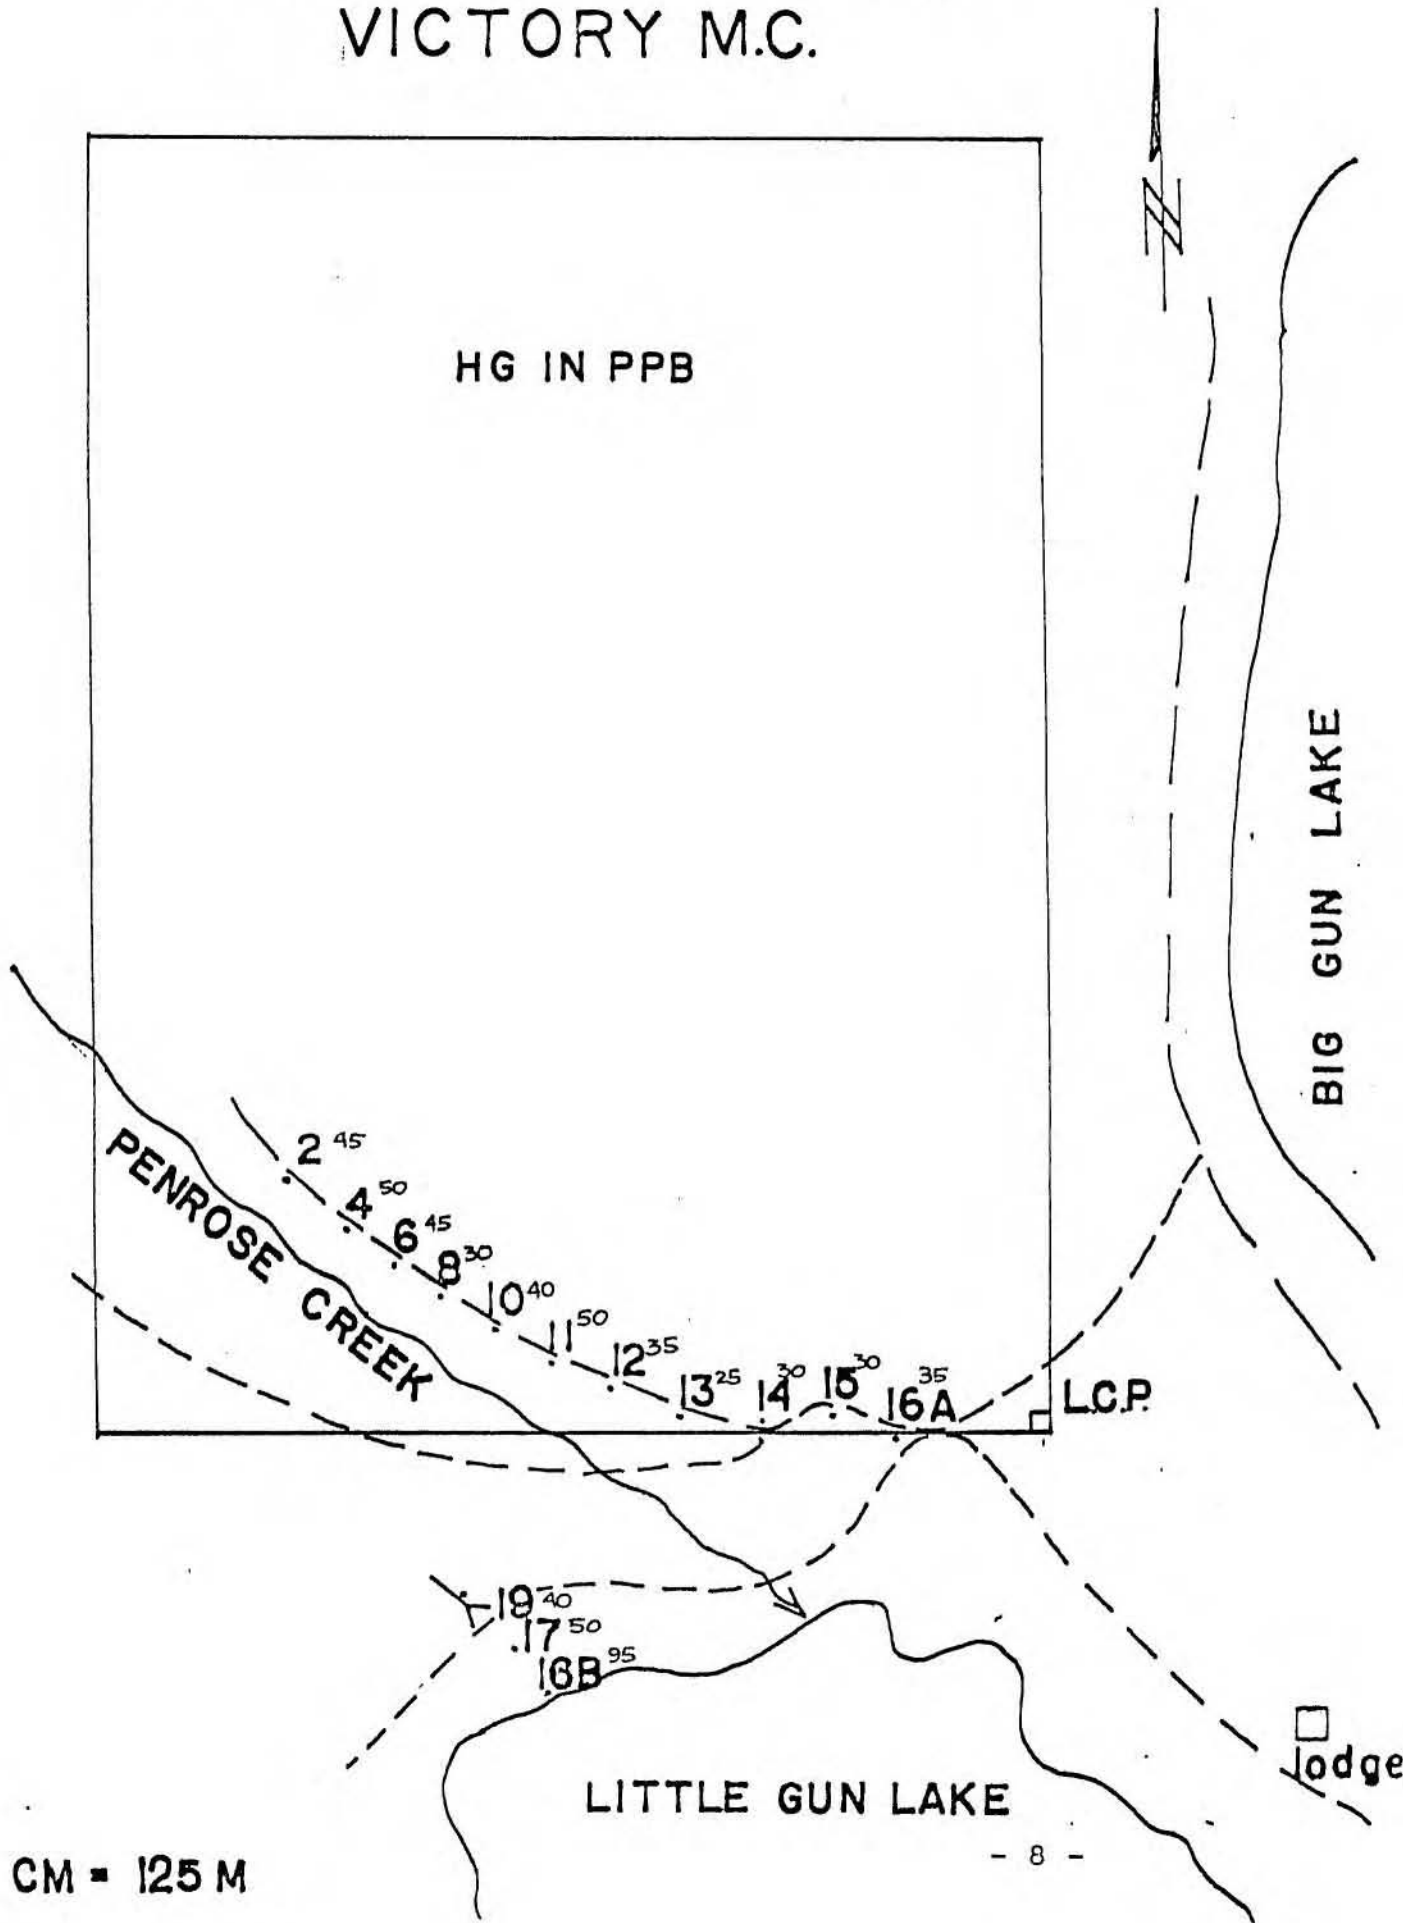 VICTORY M.C.
N
HG IN PPB
BIG GUN LAKE
PENROSE CREEK
2 45
4 50
6 45
8 30
10 40
11 50
12 35
13 25
14 30
15 30
16A 35
L.C.P.
19 40
17 50
16B 95
lodge
LITTLE GUN LAKE
- 8 -
CM = 125 M